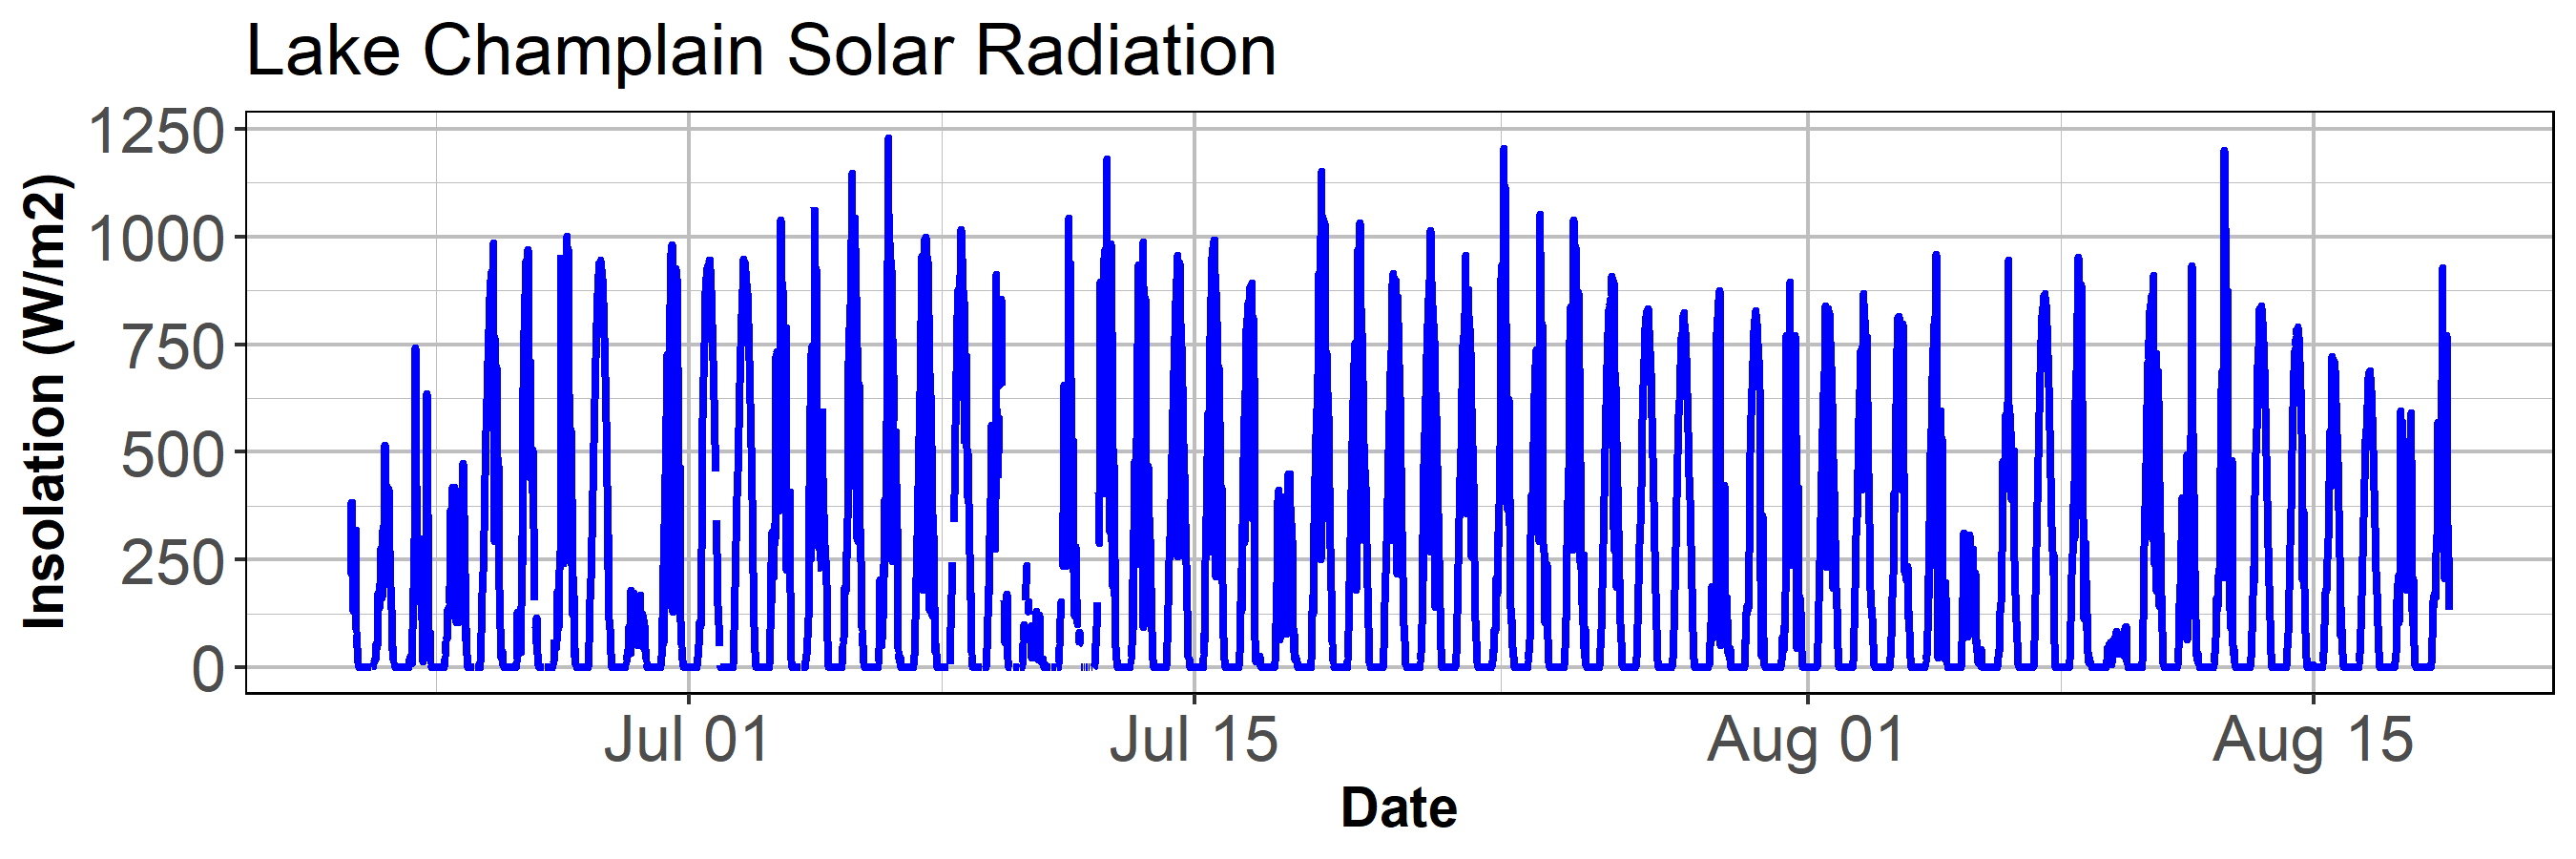 Lake Champlain Solar Radiation
Insolation (W/m2)
1250
1000
750
500
250
0
Jul 01 Jul 15 Aug 01 Aug 15
Date